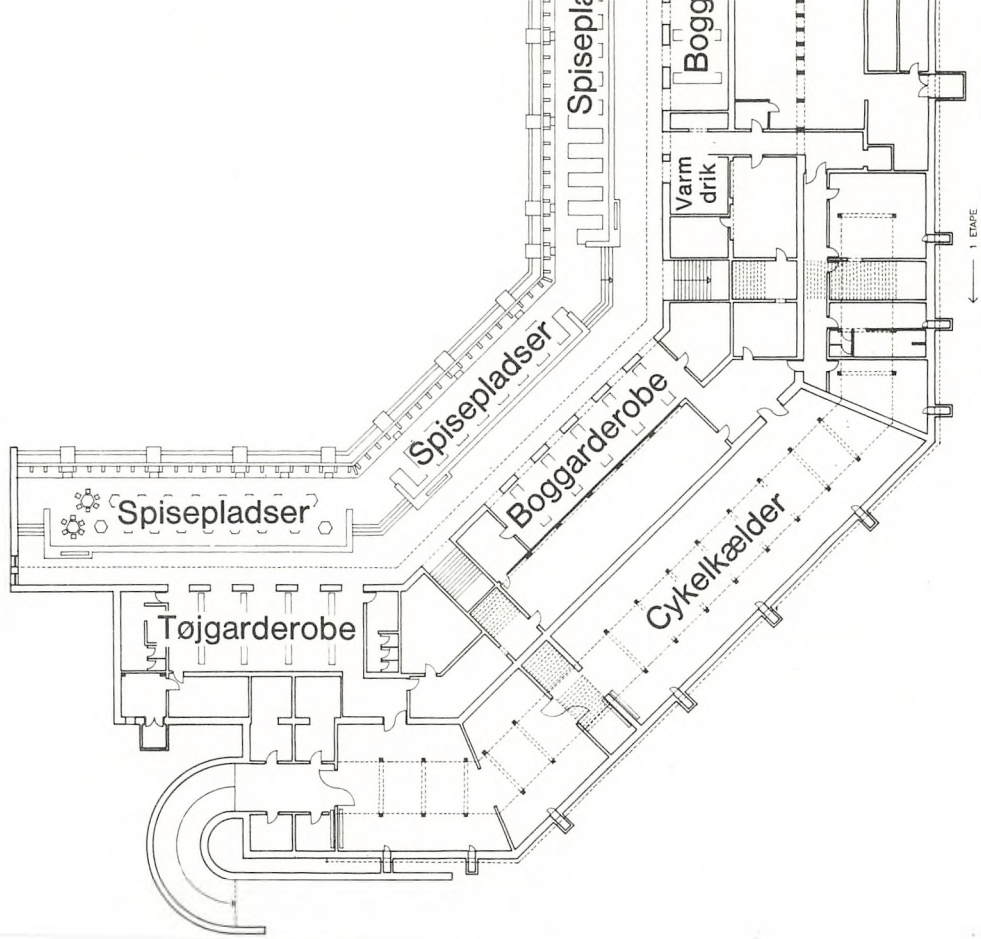 Spisepla
Bogg
Varm
drik
1 ETAPE
Spisepladser
Boggarderobe
Spisepladser
Cykelkælder
Tøjgarderobe